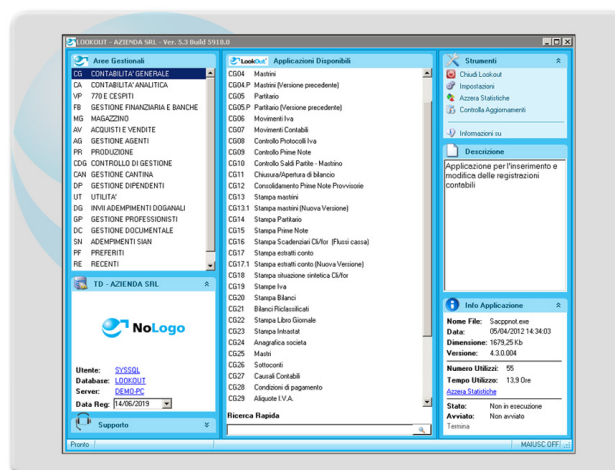 LOOKOUT - AZIENDA SRL - Ver. 5.3 Build 5918.0
Aree Gestionali
CG CONTABILITA' GENERALE
CA CONTABILITA' ANALITICA
VP 770 E CESPITI
FB GESTIONE FINANZIARIA E BANCHE
MG MAGAZZINO
AV ACQUISTI E VENDITE
AG GESTIONE AGENTI
PR PRODUZIONE
CDG CONTROLLO DI GESTIONE
CAN GESTIONE CANTINA
DP GESTIONE DIPENDENTI
UT UTILITA'
DG INVII ADEMPIMENTI DOGANALI
GP GESTIONE PROFESSIONISTI
DC GESTIONE DOCUMENTALE
SN ADEMPIMENTI SIAN
PF PREFERITI
RE RECENTI
TD - AZIENDA SRL
NoLogo
Utente: SYSSQL
Database: LOOKOUT
Server: DEMO-PC
Data Reg: 14/06/2019
Supporto
LookOut Applicazioni Disponibili
CG04 Mastrini
CG04.P Mastrini (Versione precedente)
CG05 Partitario
CG05.P Partitario (Versione precedente)
CG06 Movimenti Iva
CG07 Movimenti Contabili
CG08 Controllo Protocolli Iva
CG09 Controllo Prime Note
CG10 Controllo Saldi Partite - Mastrino
CG11 Chiusura/Apertura di bilancio
CG12 Consolidamento Prime Note Provvisorie
CG13 Stampa mastrini
CG13.1 Stampa mastrini (Nuova Versione)
CG14 Stampa Partitario
CG15 Stampa Prime Note
CG16 Stampa Scadenziari Cli/for (Flussi cassa)
CG17 Stampa estratti conto
CG17.1 Stampa estratti conto (Nuova Versione)
CG18 Stampa situazione sintetica Cli/for
CG19 Stampe Iva
CG20 Stampa Bilanci
CG21 Bilanci Riclassificati
CG22 Stampa Libro Giornale
CG23 Stampa Intrastat
CG24 Anagrafica societa
CG25 Mastri
CG26 Sottoconti
CG27 Causali Contabili
CG28 Condizioni di pagamento
CG29 Aliquote I.V.A.
Ricerca Rapida
Strumenti
Chiudi Lookout
Impostazioni
Azzera Statistiche
Controlla Aggiornamenti
Informazioni su
Descrizione
Applicazione per l'inserimento e
modifica delle registrazioni
contabili
Info Applicazione
Nome File: Sacppnot.exe
Data: 05/04/2012 14:34:03
Dimensione: 1679,25 Kb
Versione: 4.3.0.004
Numero Utilizzi: 55
Tempo Utilizzo: 13,9 Ore
Azzera Statistiche
Stato: Non in esecuzione
Avviato: Non avviato
Termina
Pronto
MAIUSC OFF